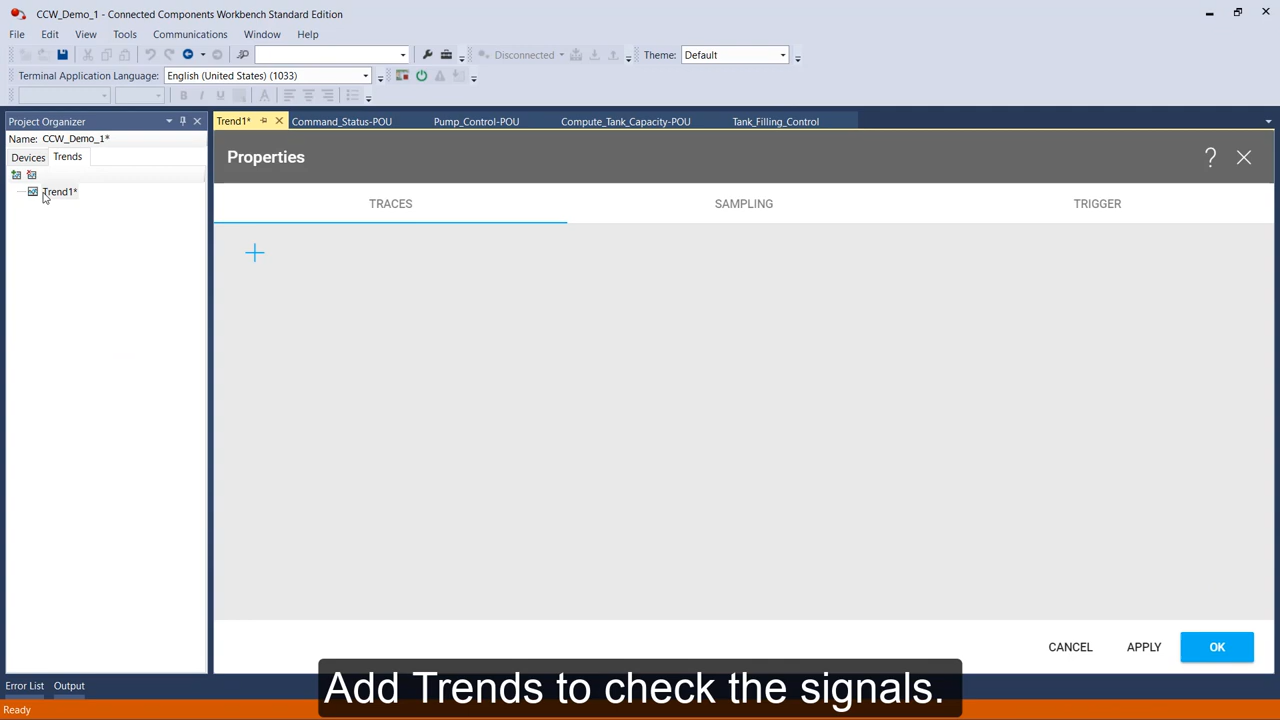 CCW_Demo_1 - Connected Components Workbench Standard Edition
File Edit View Tools Communications Window Help
Disconnected Theme: Default
Terminal Application Language: English (United States) (1033)
B I U A
Project Organizer
Trend1* Command_Status-POU Pump_Control-POU Compute_Tank_Capacity-POU Tank_Filling_Control
Name: CCW_Demo_1*
Devices Trends
Trend1*
Properties ?
TRACES SAMPLING TRIGGER
CANCEL APPLY OK
Error List Output
Add Trends to check the signals.
Ready